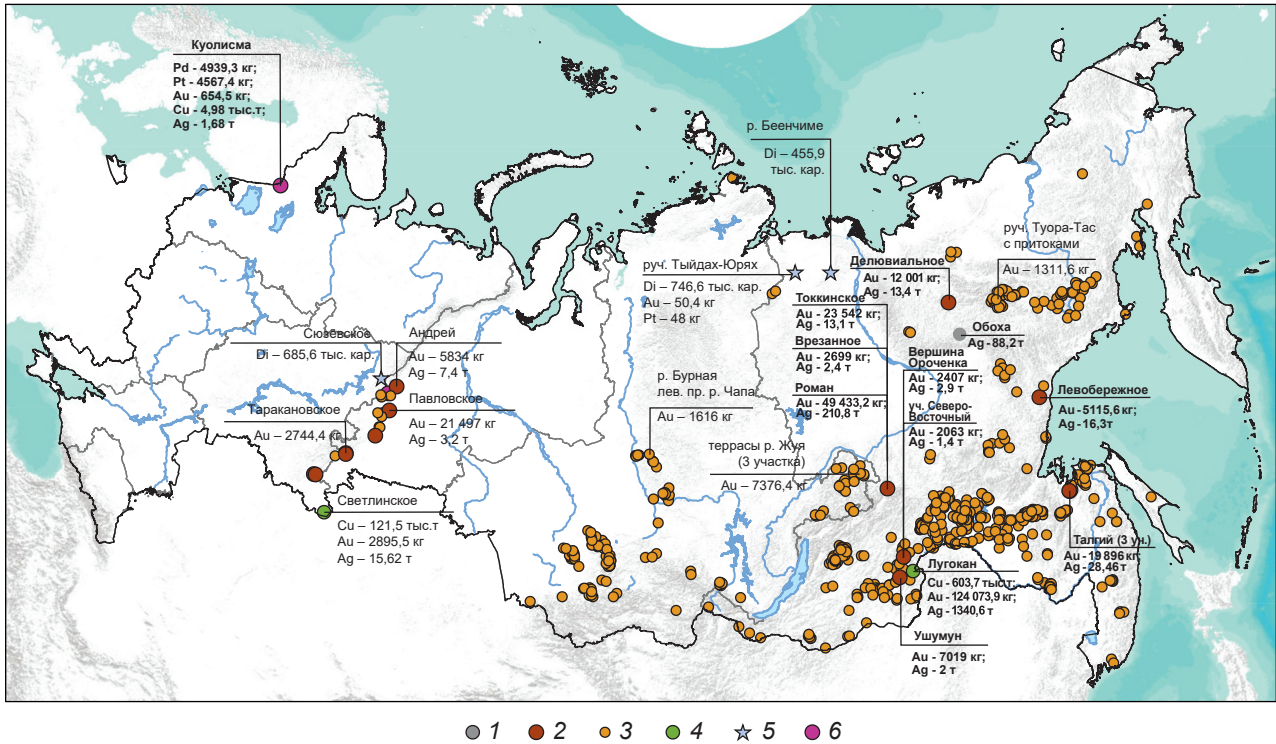 Куолисма
Pd - 4939,3 кг;
Pt - 4567,4 кг;
Au - 654,5 кг;
Cu - 4,98 тыс.т;
Ag - 1,68 т
р. Беенчиме
Di – 455,9
тыс. кар.
руч. Туора-Тас
с притоками
Au – 1311,6 кг
руч. Тыйдах-Юрях
Di – 746,6 тыс. кар.
Au – 50,4 кг
Pt – 48 кг
Делювиальное
Au - 12 001 кг;
Ag - 13,4 т
Токкинское
Au - 23 542 кг;
Ag - 13,1 т
Врезанное
Au - 2699 кг;
Ag - 2,4 т
Роман
Au - 49 433,2 кг;
Ag - 210,8 т
Обоха
Ag -88,2т
Вершина
Ороченка
Au - 2407 кг;
Ag - 2,9 т
уч. Северо-
Восточный
Au - 2063 кг;
Ag - 1,4 т
Левобережное
Au -5115,6 кг;
Ag -16,3т
Сюзёвское
Di – 685,6 тыс. кар.
Андрей
Au – 5834 кг
Ag – 7,4 т
Павловское
Au – 21 497 кг
Ag – 3,2 т
Таракановское
Au – 2744,4 кг
Светлинское
Cu – 121,5 тыс.т
Au – 2895,5 кг
Ag – 15,62 т
р. Бурная
лев. пр. р. Чапа
Au – 1616 кг
террасы р. Жуя
(3 участка)
Au – 7376,4 кг
Талгий (3 уч.)
Au -19 896 кг;
Ag -28,46 т
Лугокан
Cu - 603,7 тыс.т;
Au -124 073,9 кг;
Ag -1340,6 т
Ушумун
Au - 7019 кг;
Ag - 2 т
1 2 3 4 5 6